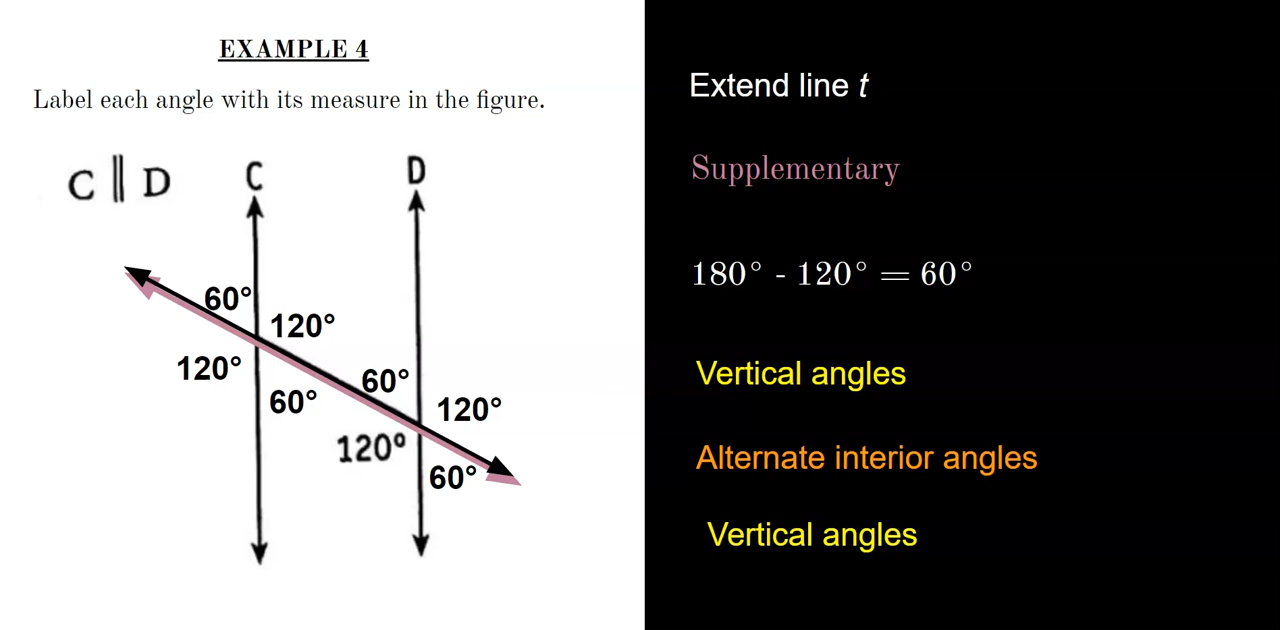 EXAMPLE 4
Label each angle with its measure in the figure.
C || D
C
D
60°
120°
120°
60°
60°
120°
120º
60°
Extend line t
Supplementary
180° - 120° = 60°
Vertical angles
Alternate interior angles
Vertical angles